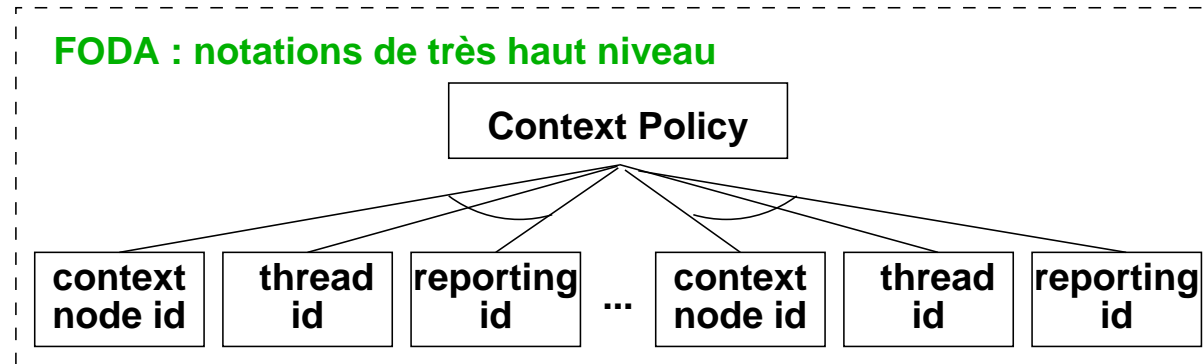 FODA : notations de très haut niveau
Context Policy
context
node id
thread
id
reporting
id
...
context
node id
thread
id
reporting
id